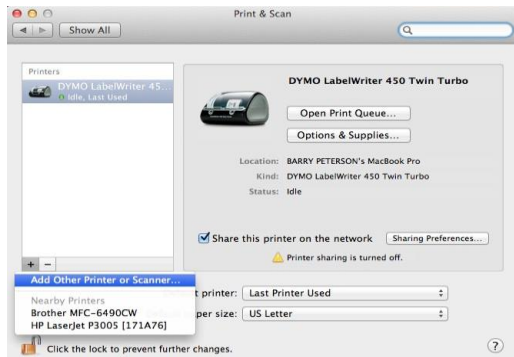 Print & Scan
Show All
Printers
DYMO LabelWriter 45...
Idle, Last Used
DYMO LabelWriter 450 Twin Turbo
Open Print Queue...
Options & Supplies...
Location: BARRY PETERSON's MacBook Pro
Kind: DYMO LabelWriter 450 Twin Turbo
Status: Idle
Share this printer on the network
Sharing Preferences...
Printer sharing is turned off.
+ −
Add Other Printer or Scanner...
Nearby Printers
Brother MFC-6490CW
HP LaserJet P3005 [171A76]
t printer: Last Printer Used
per size: US Letter
Click the lock to prevent further changes.
?